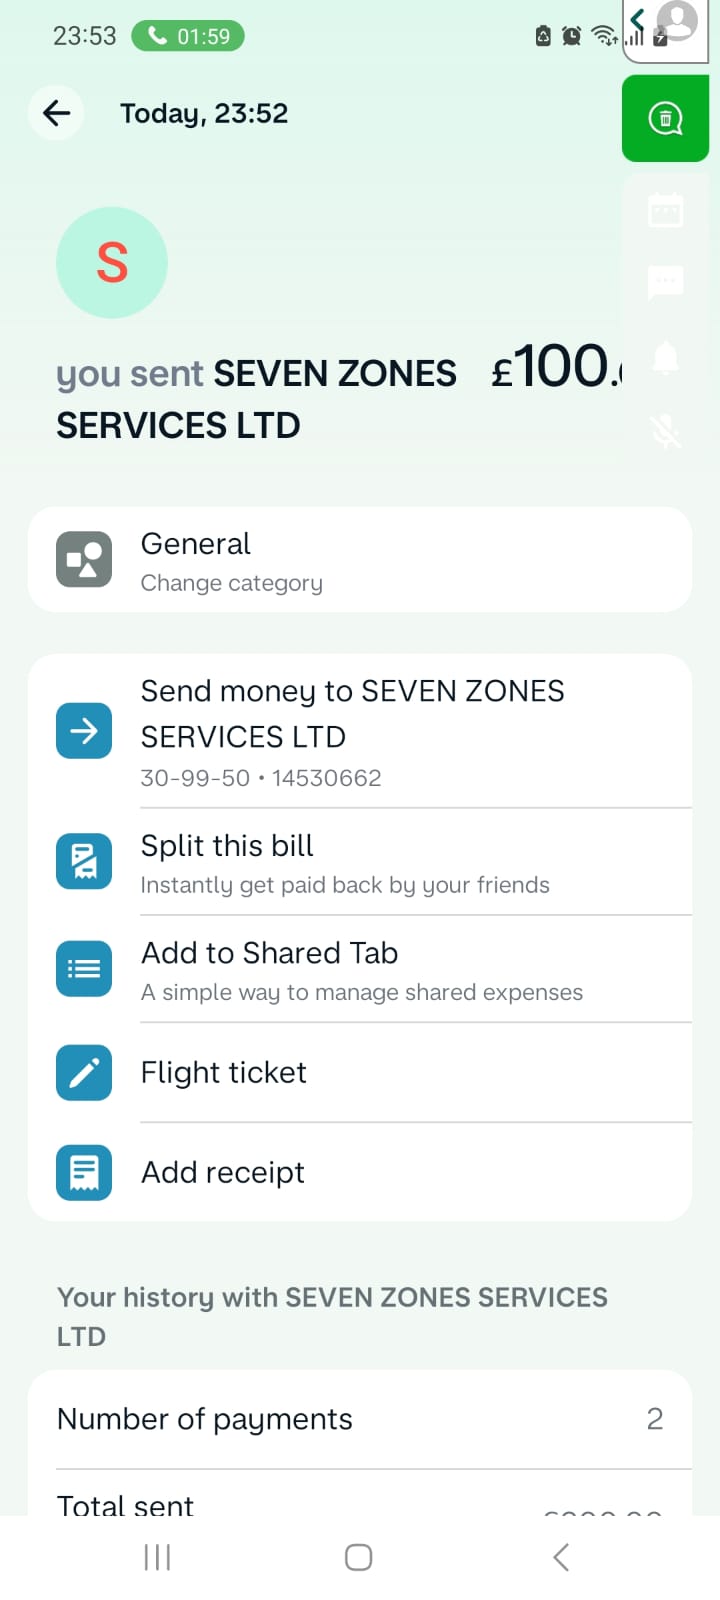 23:53 01:59
Today, 23:52
S
you sent SEVEN ZONES £100.
SERVICES LTD
General
Change category
Send money to SEVEN ZONES
SERVICES LTD
30-99-50 • 14530662
Split this bill
Instantly get paid back by your friends
Add to Shared Tab
A simple way to manage shared expenses
Flight ticket
Add receipt
Your history with SEVEN ZONES SERVICES
LTD
Number of payments 2
Total sent